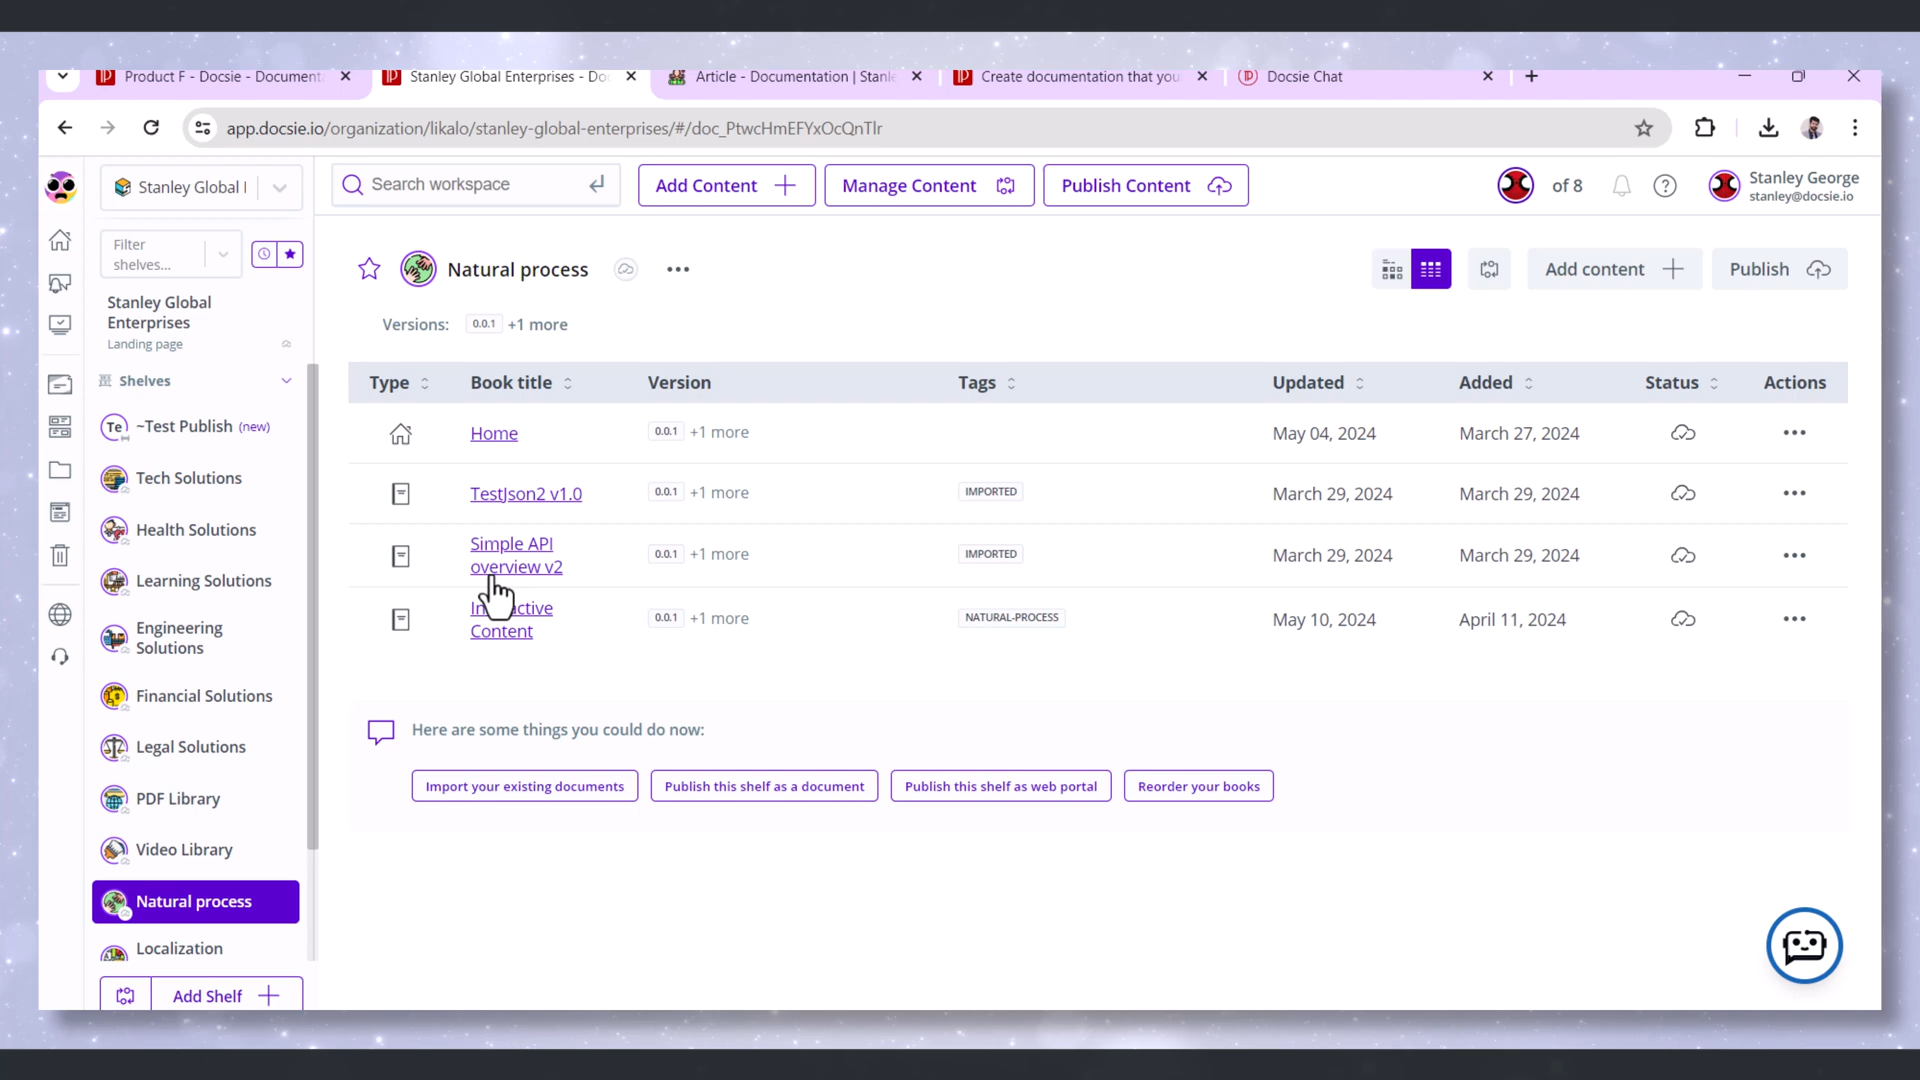 Product F - Docsie - Documenta
Stanley Global Enterprises - Doc
Article - Documentation | Stanle
Create documentation that your
Docsie Chat
app.docsie.io/organization/likalo/stanley-global-enterprises/#/doc_PtwcHmEFYxOcQnTlr
Stanley Global
Search workspace
Add Content
Manage Content
Publish Content
of 8
Stanley George
stanley@docsie.io
Filter
shelves...
Stanley Global
Enterprises
Landing page
Shelves
Te
~Test Publish (new)
Tech Solutions
Health Solutions
Learning Solutions
Engineering
Solutions
Financial Solutions
Legal Solutions
PDF Library
Video Library
Natural process
Localization
Add Shelf
Natural process
Add content
Publish
Versions: 0.0.1 +1 more
Type Book title Version Tags Updated Added Status Actions
Home 0.0.1 +1 more May 04, 2024 March 27, 2024
TestJson2 v1.0 0.0.1 +1 more IMPORTED March 29, 2024 March 29, 2024
Simple API
overview v2 0.0.1 +1 more IMPORTED March 29, 2024 March 29, 2024
Content 0.0.1 +1 more NATURAL-PROCESS May 10, 2024 April 11, 2024
Here are some things you could do now:
Import your existing documents Publish this shelf as a document Publish this shelf as web portal Reorder your books